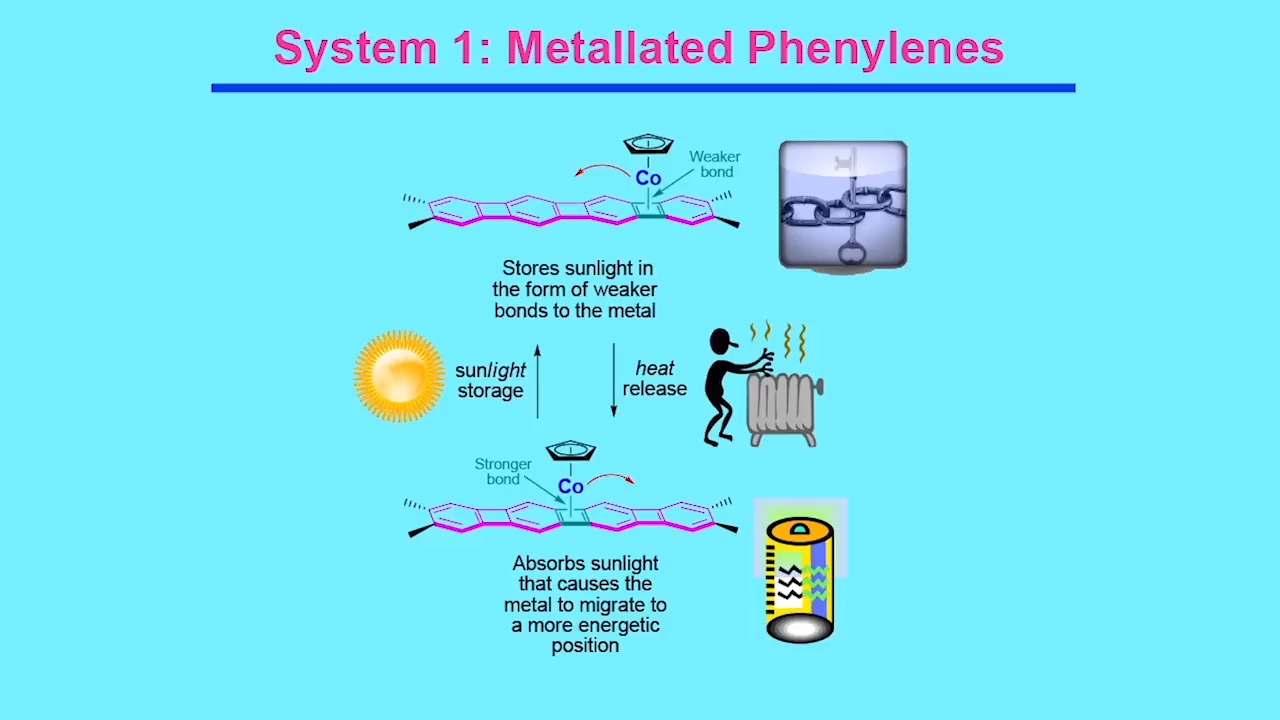 System 1: Metallated Phenylenes
Weaker
bond
Co
Stores sunlight in
the form of weaker
bonds to the metal
sunlight
storage
heat
release
Stronger
bond
Co
Absorbs sunlight
that causes the
metal to migrate to
a more energetic
position